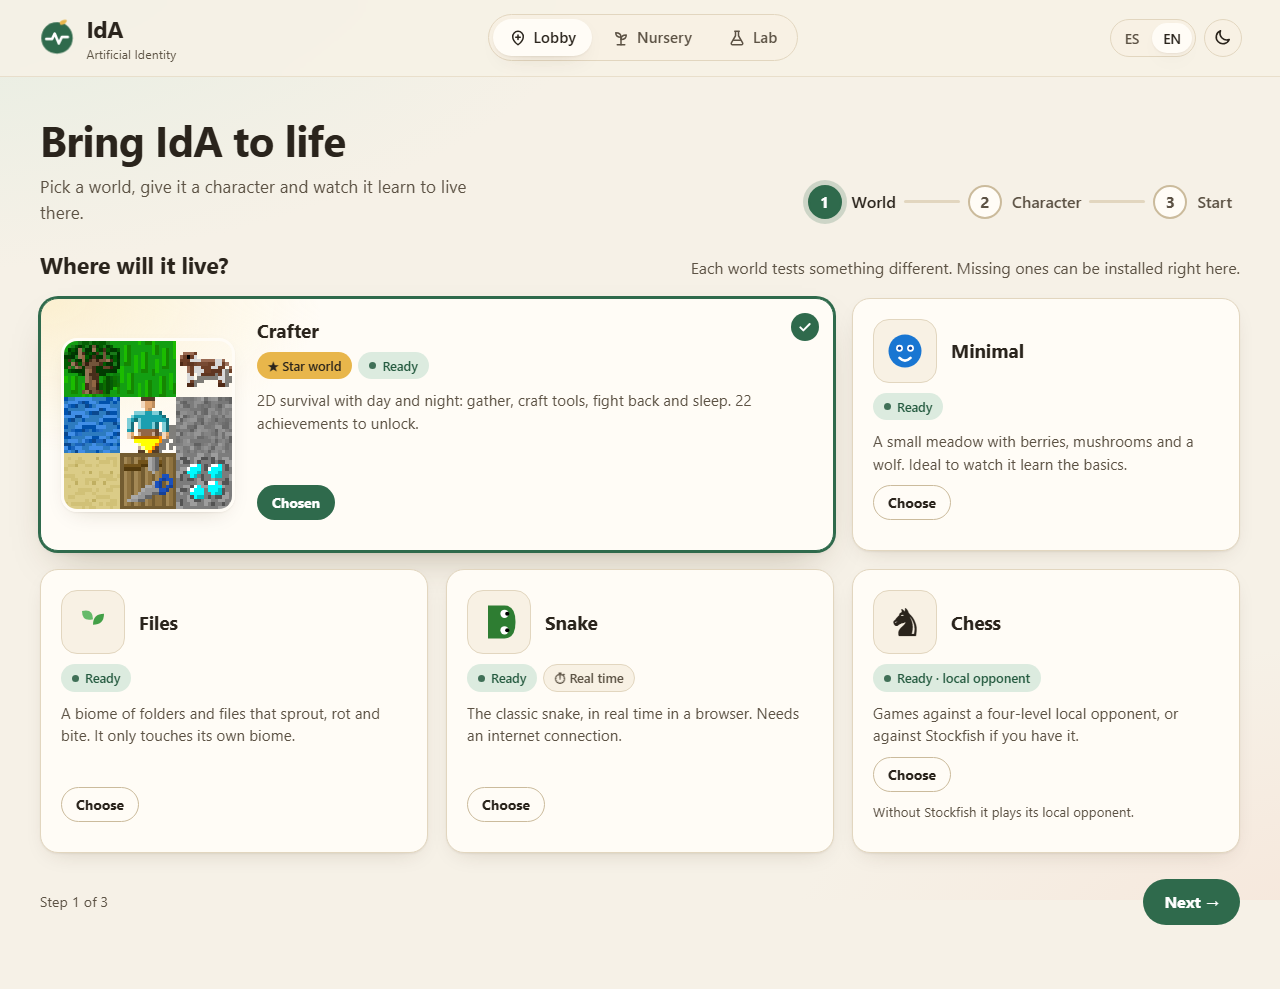 IdA
Artificial Identity
Lobby
Nursery
Lab
ES
EN
Bring IdA to life
Pick a world, give it a character and watch it learn to live
there.
1 World
2 Character
3 Start
Where will it live?
Each world tests something different. Missing ones can be installed right here.
Crafter
★ Star world
Ready
2D survival with day and night: gather, craft tools, fight back and sleep. 22
achievements to unlock.
Chosen
Minimal
Ready
A small meadow with berries, mushrooms and a
wolf. Ideal to watch it learn the basics.
Choose
Files
Ready
A biome of folders and files that sprout, rot and
bite. It only touches its own biome.
Choose
Snake
Ready
⏱ Real time
The classic snake, in real time in a browser. Needs
an internet connection.
Choose
Chess
Ready · local opponent
Games against a four-level local opponent, or
against Stockfish if you have it.
Choose
Without Stockfish it plays its local opponent.
Step 1 of 3
Next →